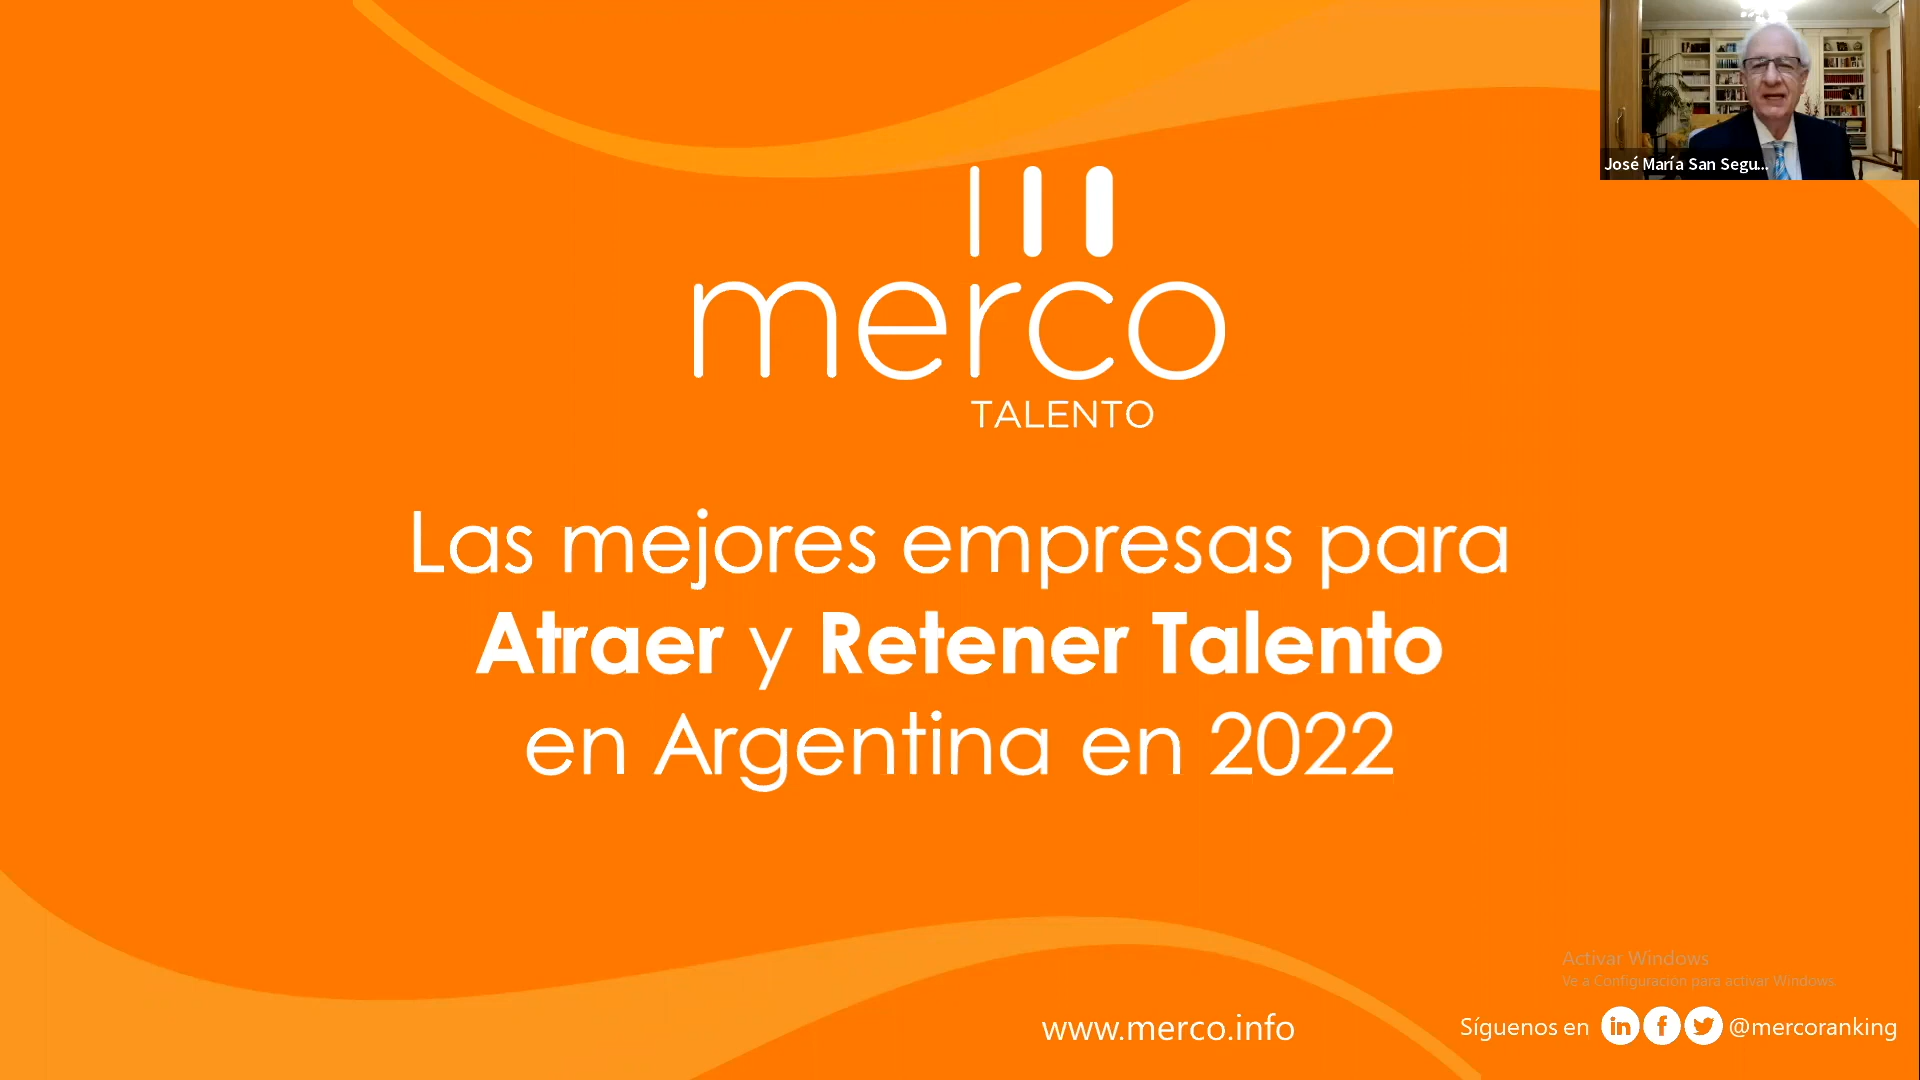 José María San Segu...
merco
TALENTO
Las mejores empresas para
Atraer y Retener Talento
en Argentina en 2022
Activar Windows
Ve a Configuración para activar Windows.
www.merco.info
Síguenos en in f @mercoranking